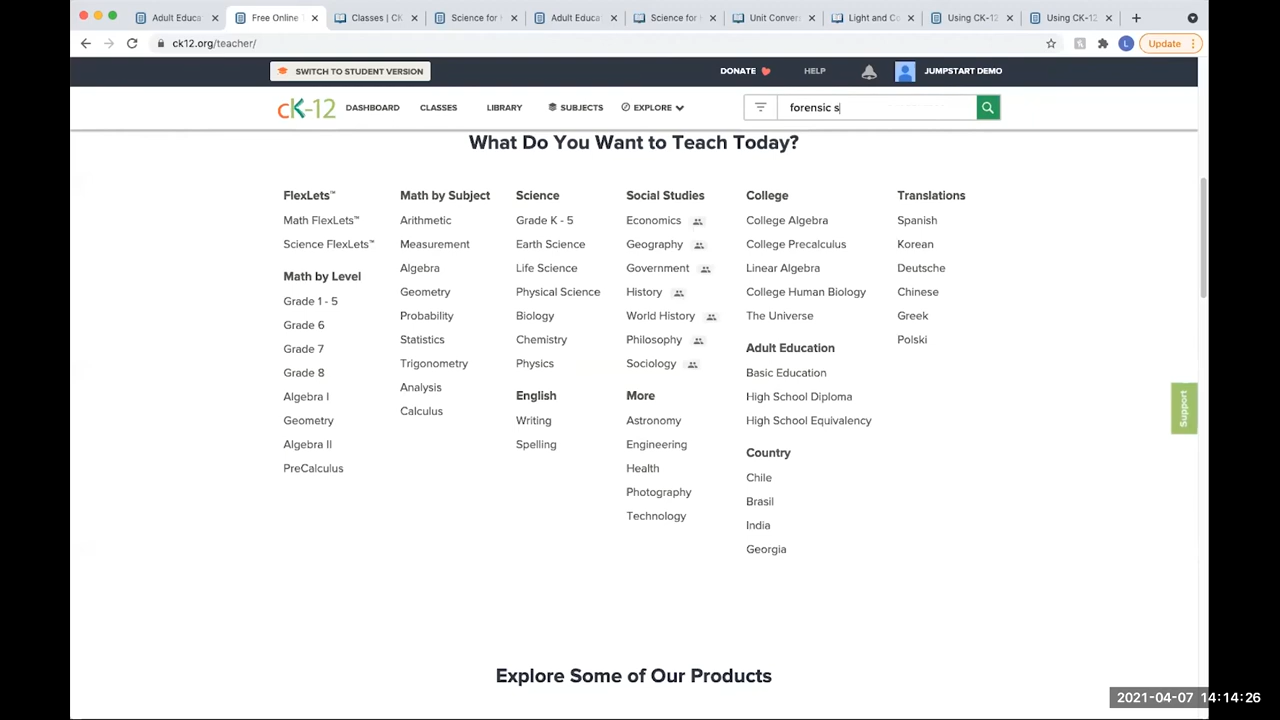 Adult Educa
Free Online
Classes | CK
Science for
Adult Educa
Science for
Unit Conver
Light and Co
Using CK-12
Using CK-12
ck12.org/teacher/
L
Update
SWITCH TO STUDENT VERSION
DONATE
HELP
JUMPSTART DEMO
cK-12
DASHBOARD
CLASSES
LIBRARY
SUBJECTS
EXPLORE
forensic s
What Do You Want to Teach Today?
FlexLets™
Math FlexLets™
Science FlexLets™
Math by Level
Grade 1 - 5
Grade 6
Grade 7
Grade 8
Algebra I
Geometry
Algebra II
PreCalculus
Math by Subject
Arithmetic
Measurement
Algebra
Geometry
Probability
Statistics
Trigonometry
Analysis
Calculus
Science
Grade K - 5
Earth Science
Life Science
Physical Science
Biology
Chemistry
Physics
English
Writing
Spelling
Social Studies
Economics
Geography
Government
History
World History
Philosophy
Sociology
More
Astronomy
Engineering
Health
Photography
Technology
College
College Algebra
College Precalculus
Linear Algebra
College Human Biology
The Universe
Adult Education
Basic Education
High School Diploma
High School Equivalency
Country
Chile
Brasil
India
Georgia
Translations
Spanish
Korean
Deutsche
Chinese
Greek
Polski
Support
Explore Some of Our Products
2021-04-07 14:14:26